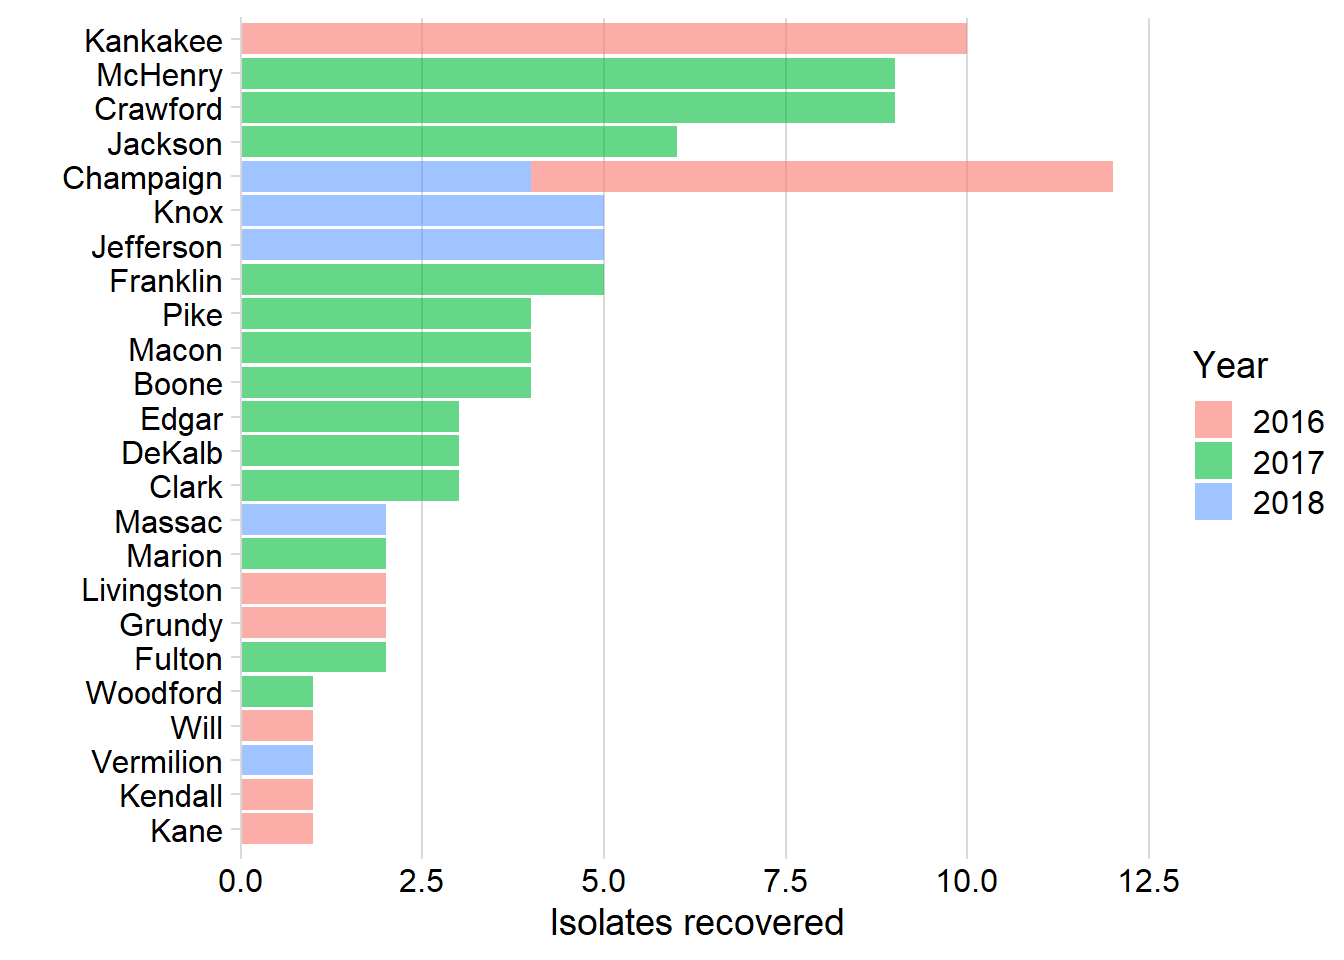 Kankakee
McHenry
Crawford
Jackson
Champaign
Knox
Jefferson
Franklin
Pike
Macon
Boone
Edgar
DeKalb
Clark
Massac
Marion
Livingston
Grundy
Fulton
Woodford
Will
Vermilion
Kendall
Kane
0.0 2.5 5.0 7.5 10.0 12.5
Isolates recovered
Year
2016
2017
2018